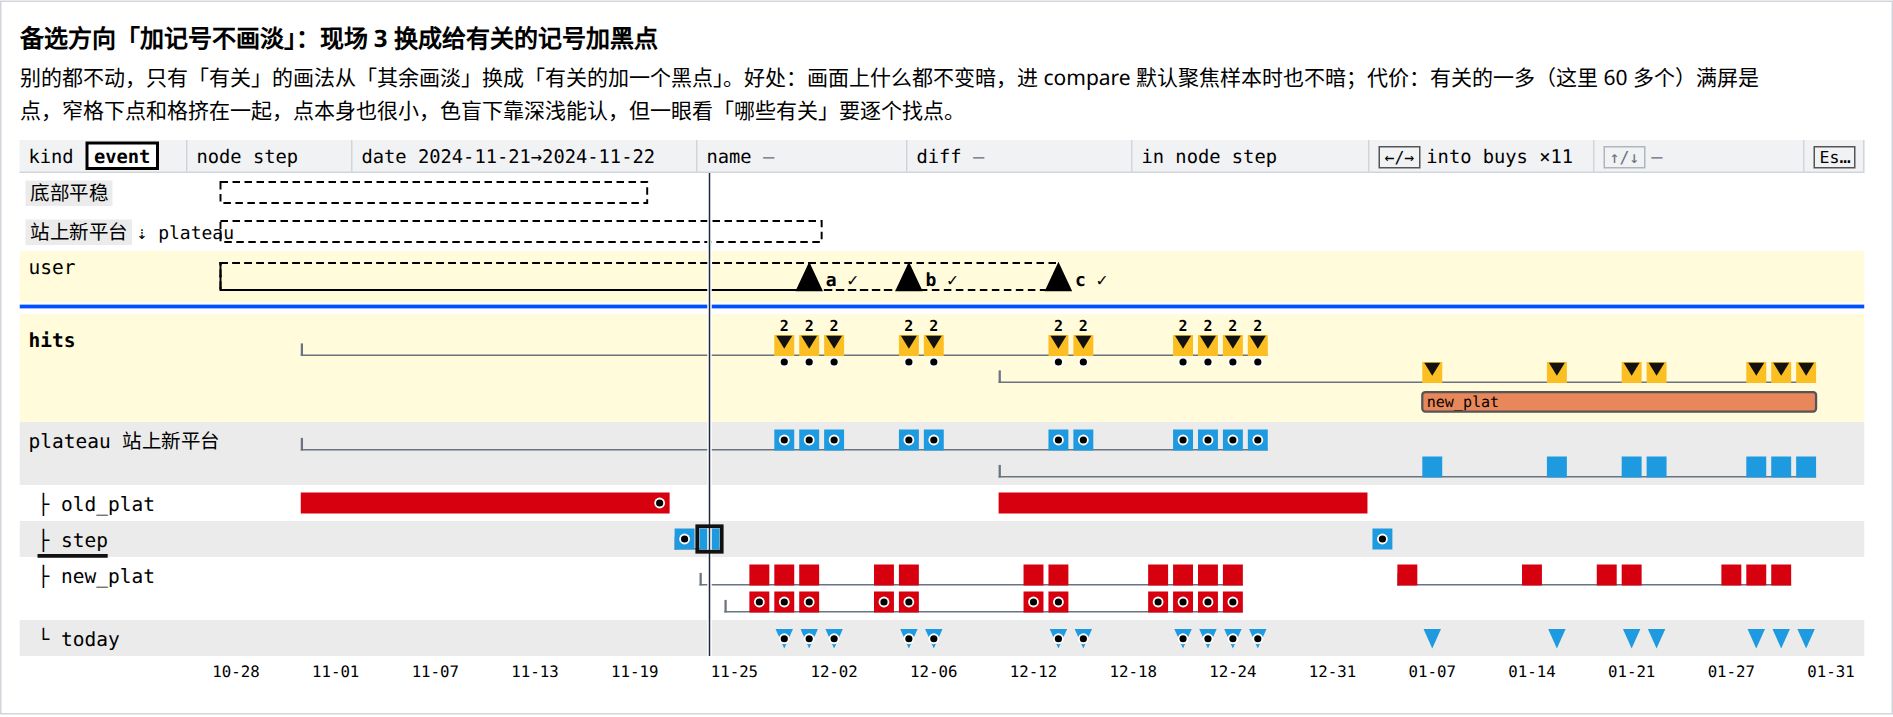 备选方向「加记号不画淡」：现场 3 换成给有关的记号加黑点
别的都不动，只有「有关」的画法从「其余画淡」换成「有关的加一个黑点」。好处：画面上什么都不变暗，进 compare 默认聚焦样本时也不暗；代价：有关的一多（这里 60 多个）满屏是
点，窄格下点和格挤在一起，点本身也很小，色盲下靠深浅能认，但一眼看「哪些有关」要逐个找点。
kind event node step date 2024-11-21→2024-11-22 name — diff — in node step ←/→ into buys ×11 ↑/↓ — Es…
底部平稳
站上新平台 ⇣ plateau
user a ✓ b ✓ c ✓
2 2 2 2 2 2 2 2 2 2 2
hits
new_plat
plateau 站上新平台
├ old_plat
├ step
├ new_plat
└ today
10-28 11-01 11-07 11-13 11-19 11-25 12-02 12-06 12-12 12-18 12-24 12-31 01-07 01-14 01-21 01-27 01-31